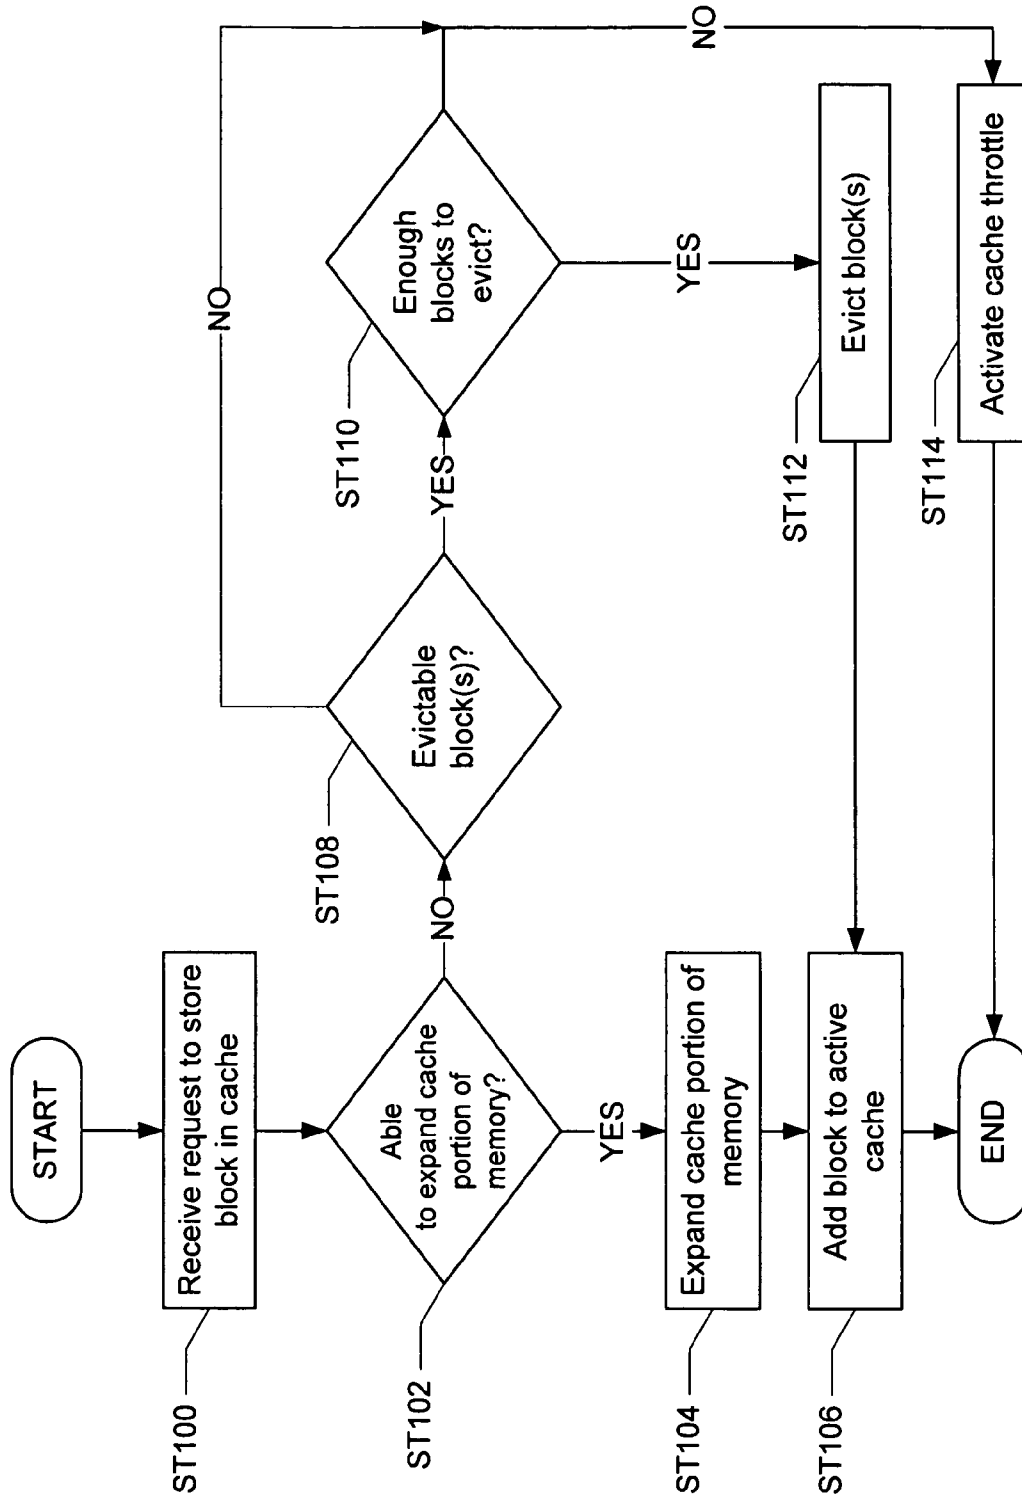 START
ST100
Receive request to store
block in cache
ST102
Able
to expand cache
portion of
memory?
NO
ST108
Evictable
block(s)?
YES
ST110
Enough
blocks to
evict?
NO
NO
YES
YES
ST104
Expand cache portion of
memory
ST112
Evict block(s)
ST106
Add block to active
cache
ST114
Activate cache throttle
END